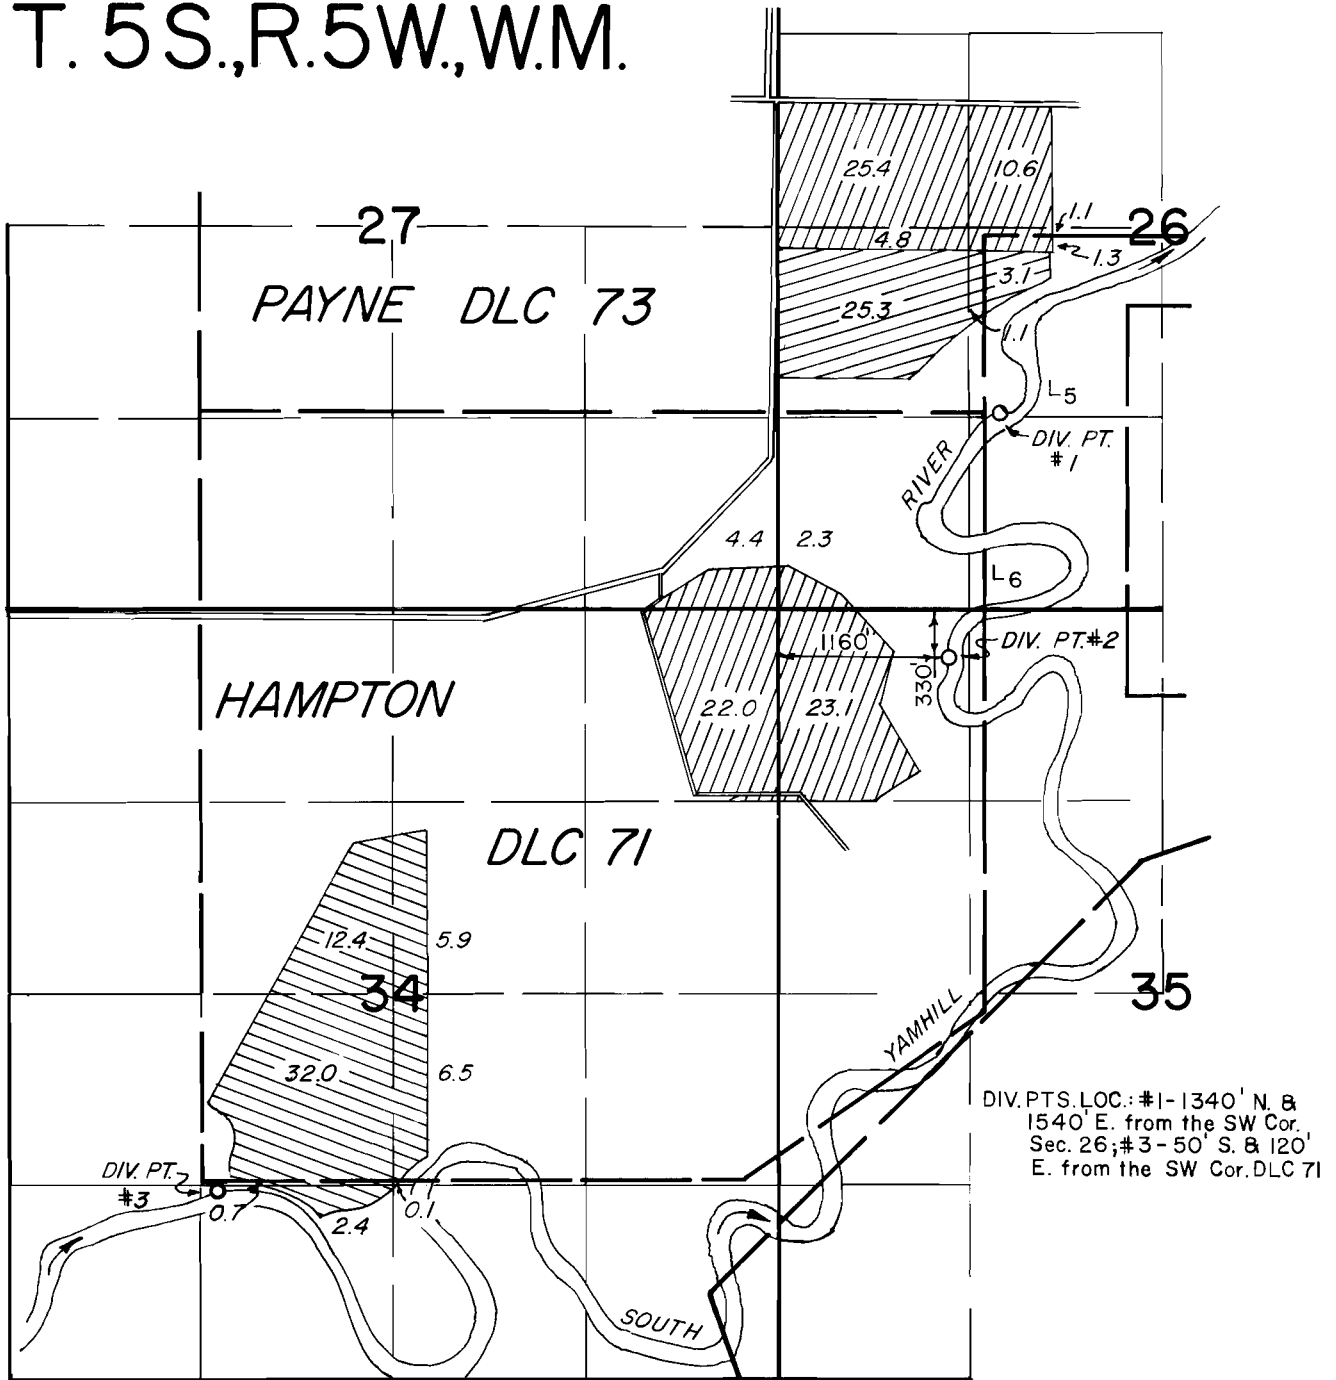 T. 5S.,R.5W.,W.M.
25.4
10.6
27
1.1
26
4.8
1.3
3.1
PAYNE DLC 73
25.3
1.1
L5
DIV. PT.
#1
RIVER
4.4
2.3
L6
1160'
DIV. PT.#2
330'
HAMPTON
22.0
23.1
DLC 71
12.4
5.9
34
35
YAMHILL
32.0
6.5
DIV. PTS. LOC.: #1-1340' N. &
1540' E. from the SW Cor.
Sec. 26; #3-50' S. & 120'
E. from the SW Cor. DLC 71
DIV. PT.
#3
0.7
2.4
0.1
SOUTH